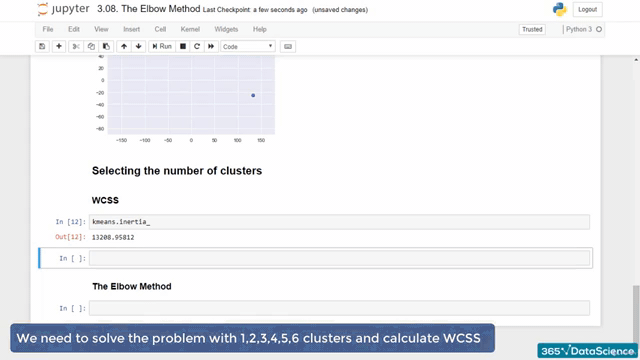 jupyter 3.08. The Elbow Method Last Checkpoint: a few seconds ago (unsaved changes) Logout
File Edit View Insert Cell Kernel Widgets Help Trusted Python 3
Run Code
40
20
0
-20
-40
-60
-80
-150 -100 -50 0 50 100 150
Selecting the number of clusters
WCSS
In [12]: kmeans.inertia_
Out[12]: 13208.95812
In [ ]:
The Elbow Method
In [ ]:
We need to solve the problem with 1,2,3,4,5,6 clusters and calculate WCSS
365 DataScience